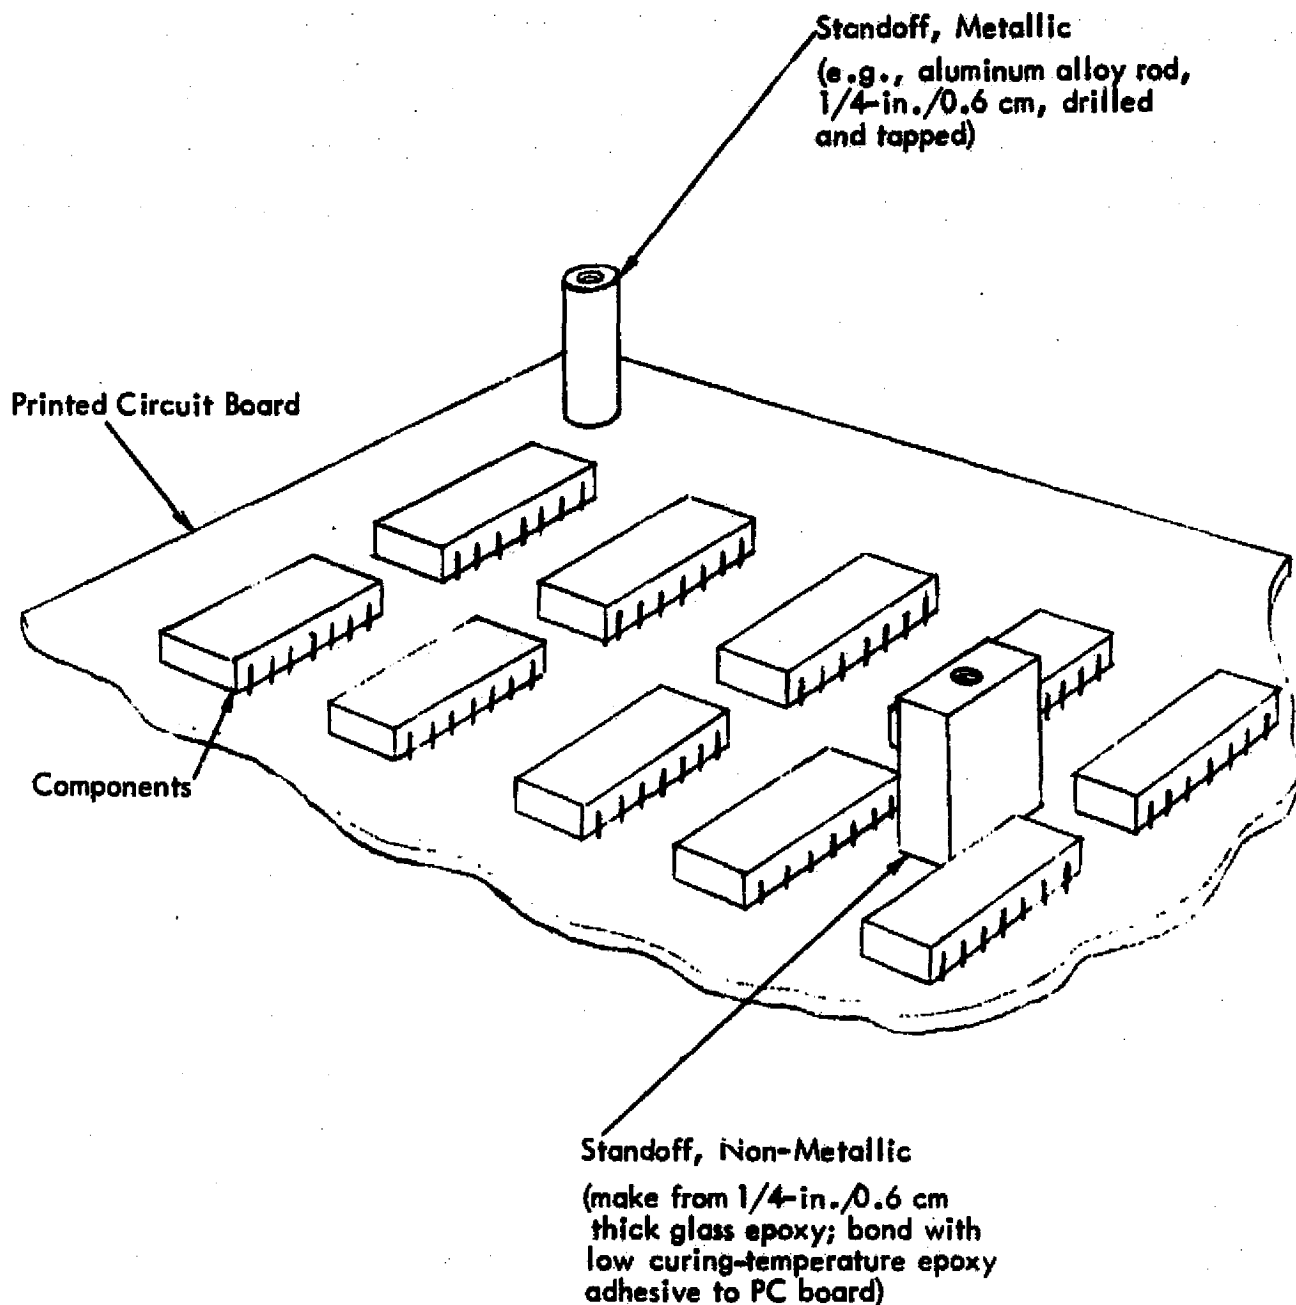 Standoff, Metallic
(e.g., aluminum alloy rod,
1/4-in./0.6 cm, drilled
and tapped)
Printed Circuit Board
Components
Standoff, Non-Metallic
(make from 1/4-in./0.6 cm
thick glass epoxy; bond with
low curing-temperature epoxy
adhesive to PC board)